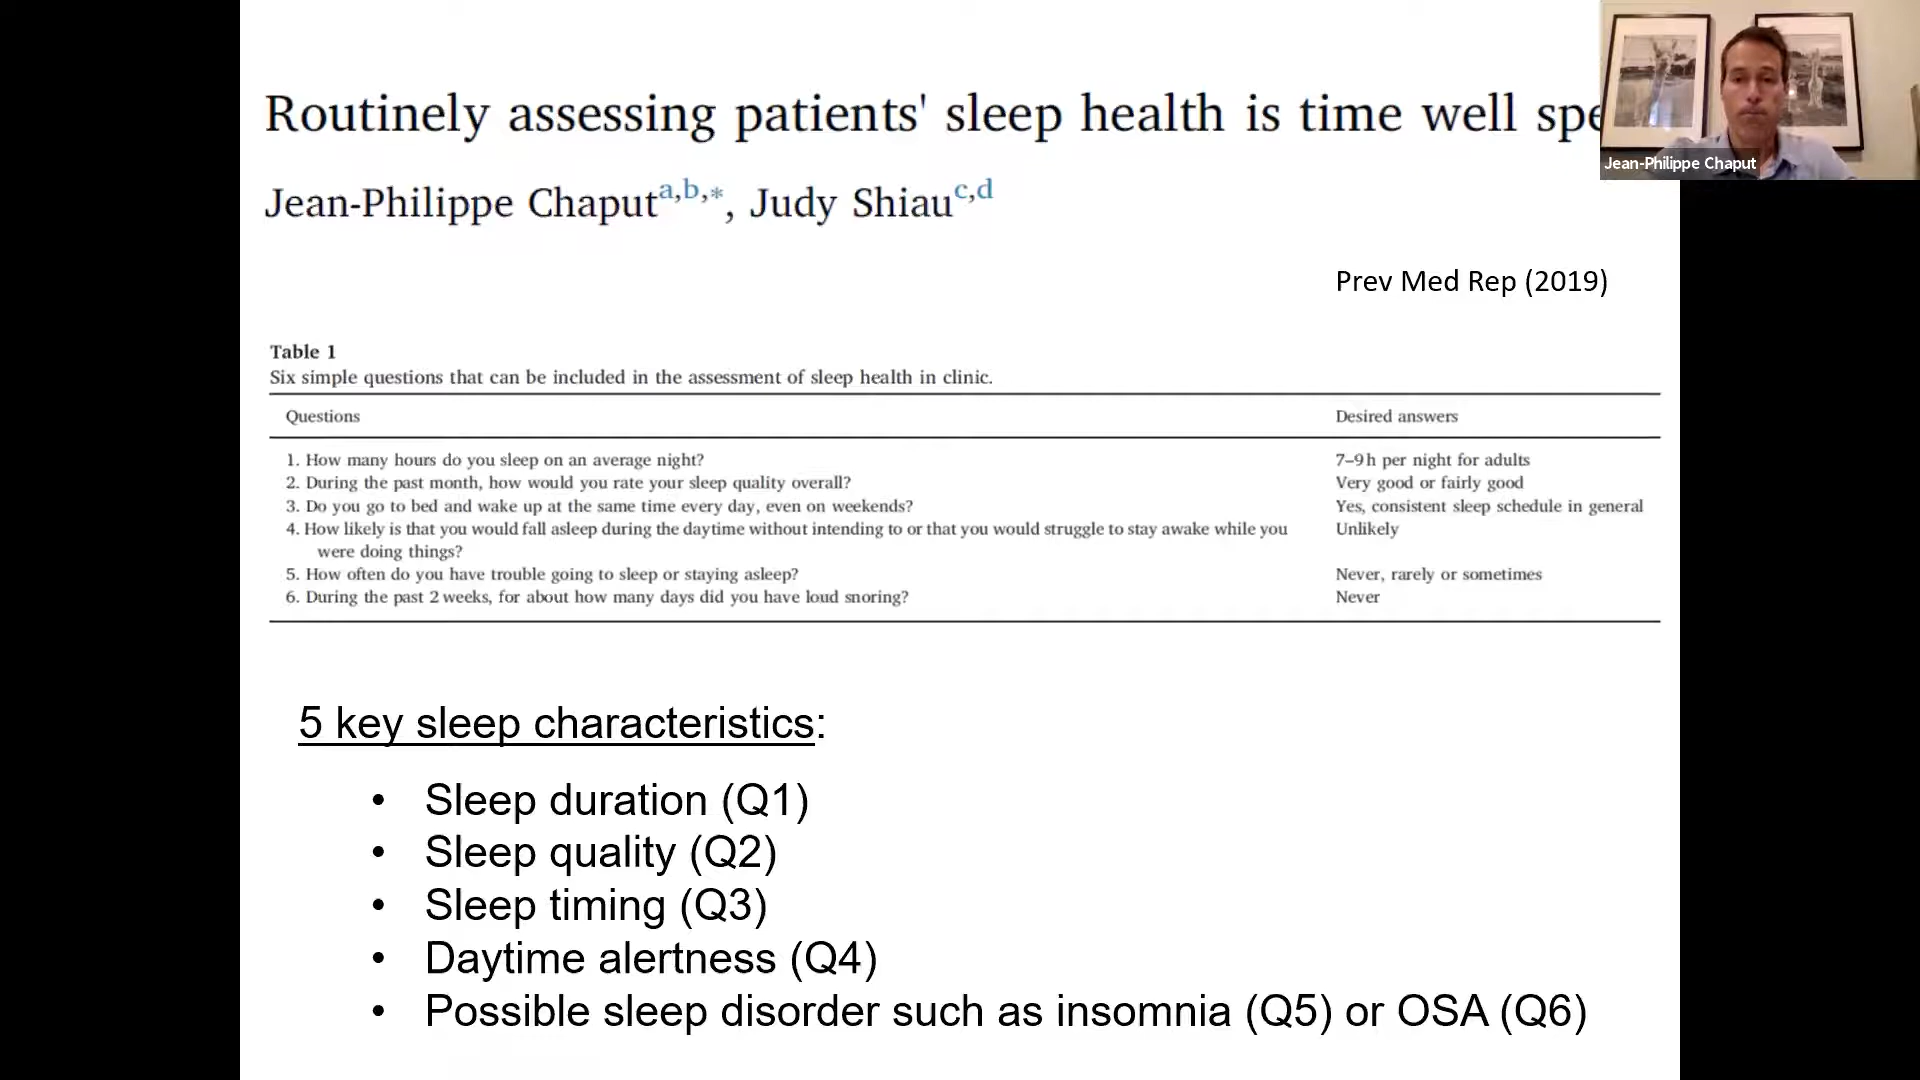 Routinely assessing patients' sleep health is time well
Jean-Philippe Chaput
Jean-Philippe Chaput a,b,*, Judy Shiau c,d
Prev Med Rep (2019)
Table 1
Six simple questions that can be included in the assessment of sleep health in clinic.
Questions Desired answers
1. How many hours do you sleep on an average night? 7–9 h per night for adults
2. During the past month, how would you rate your sleep quality overall? Very good or fairly good
3. Do you go to bed and wake up at the same time every day, even on weekends? Yes, consistent sleep schedule in general
4. How likely is that you would fall asleep during the daytime without intending to or that you would struggle to stay awake while you Unlikely
were doing things?
5. How often do you have trouble going to sleep or staying asleep? Never, rarely or sometimes
6. During the past 2 weeks, for about how many days did you have loud snoring? Never
5 key sleep characteristics:
• Sleep duration (Q1)
• Sleep quality (Q2)
• Sleep timing (Q3)
• Daytime alertness (Q4)
• Possible sleep disorder such as insomnia (Q5) or OSA (Q6)